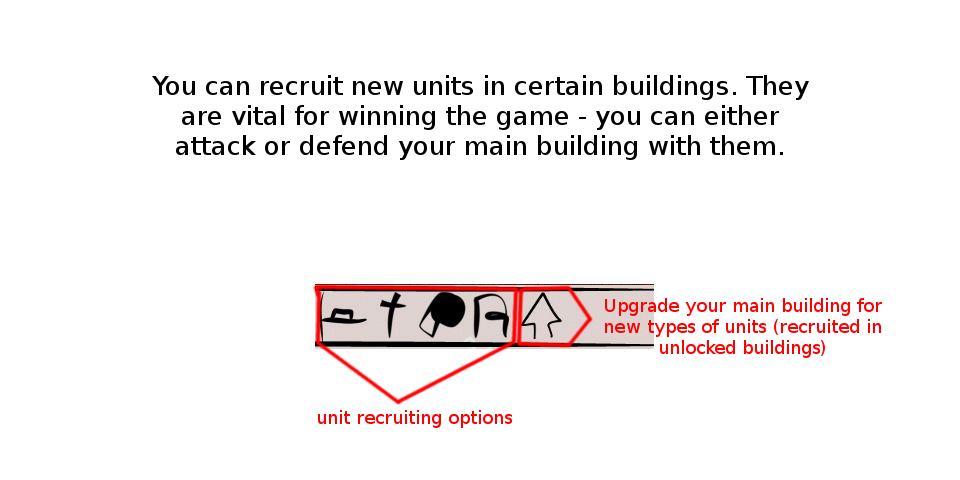 You can recruit new units in certain buildings. They
are vital for winning the game - you can either
attack or defend your main building with them.
Upgrade your main building for
new types of units (recruited in
unlocked buildings)
unit recruiting options